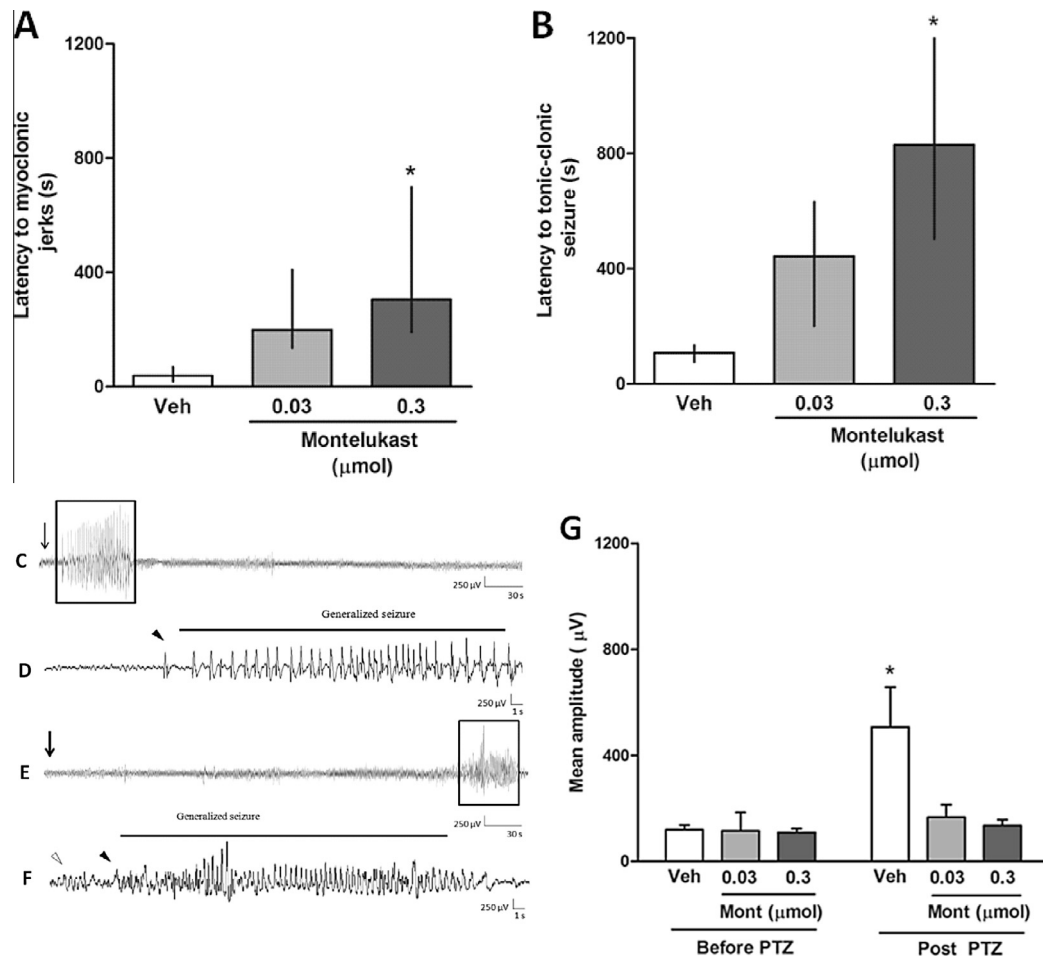 A
1200
800
400
0
Latency to myoclonic
jerks (s)
*
Veh
0.03
0.3
Montelukast
(μmol)
B
1200
800
400
0
Latency to tonic-clonic
seizure (s)
*
Veh
0.03
0.3
Montelukast
(μmol)
C
250 μV
30 s
Generalized seizure
D
250 μV
1 s
E
250 μV
30 s
Generalized seizure
F
250 μV
1 s
G
1200
800
400
0
Mean amplitude ( μV)
*
Veh
0.03
0.3
Mont (μmol)
Before PTZ
Veh
0.03
0.3
Mont (μmol)
Post PTZ